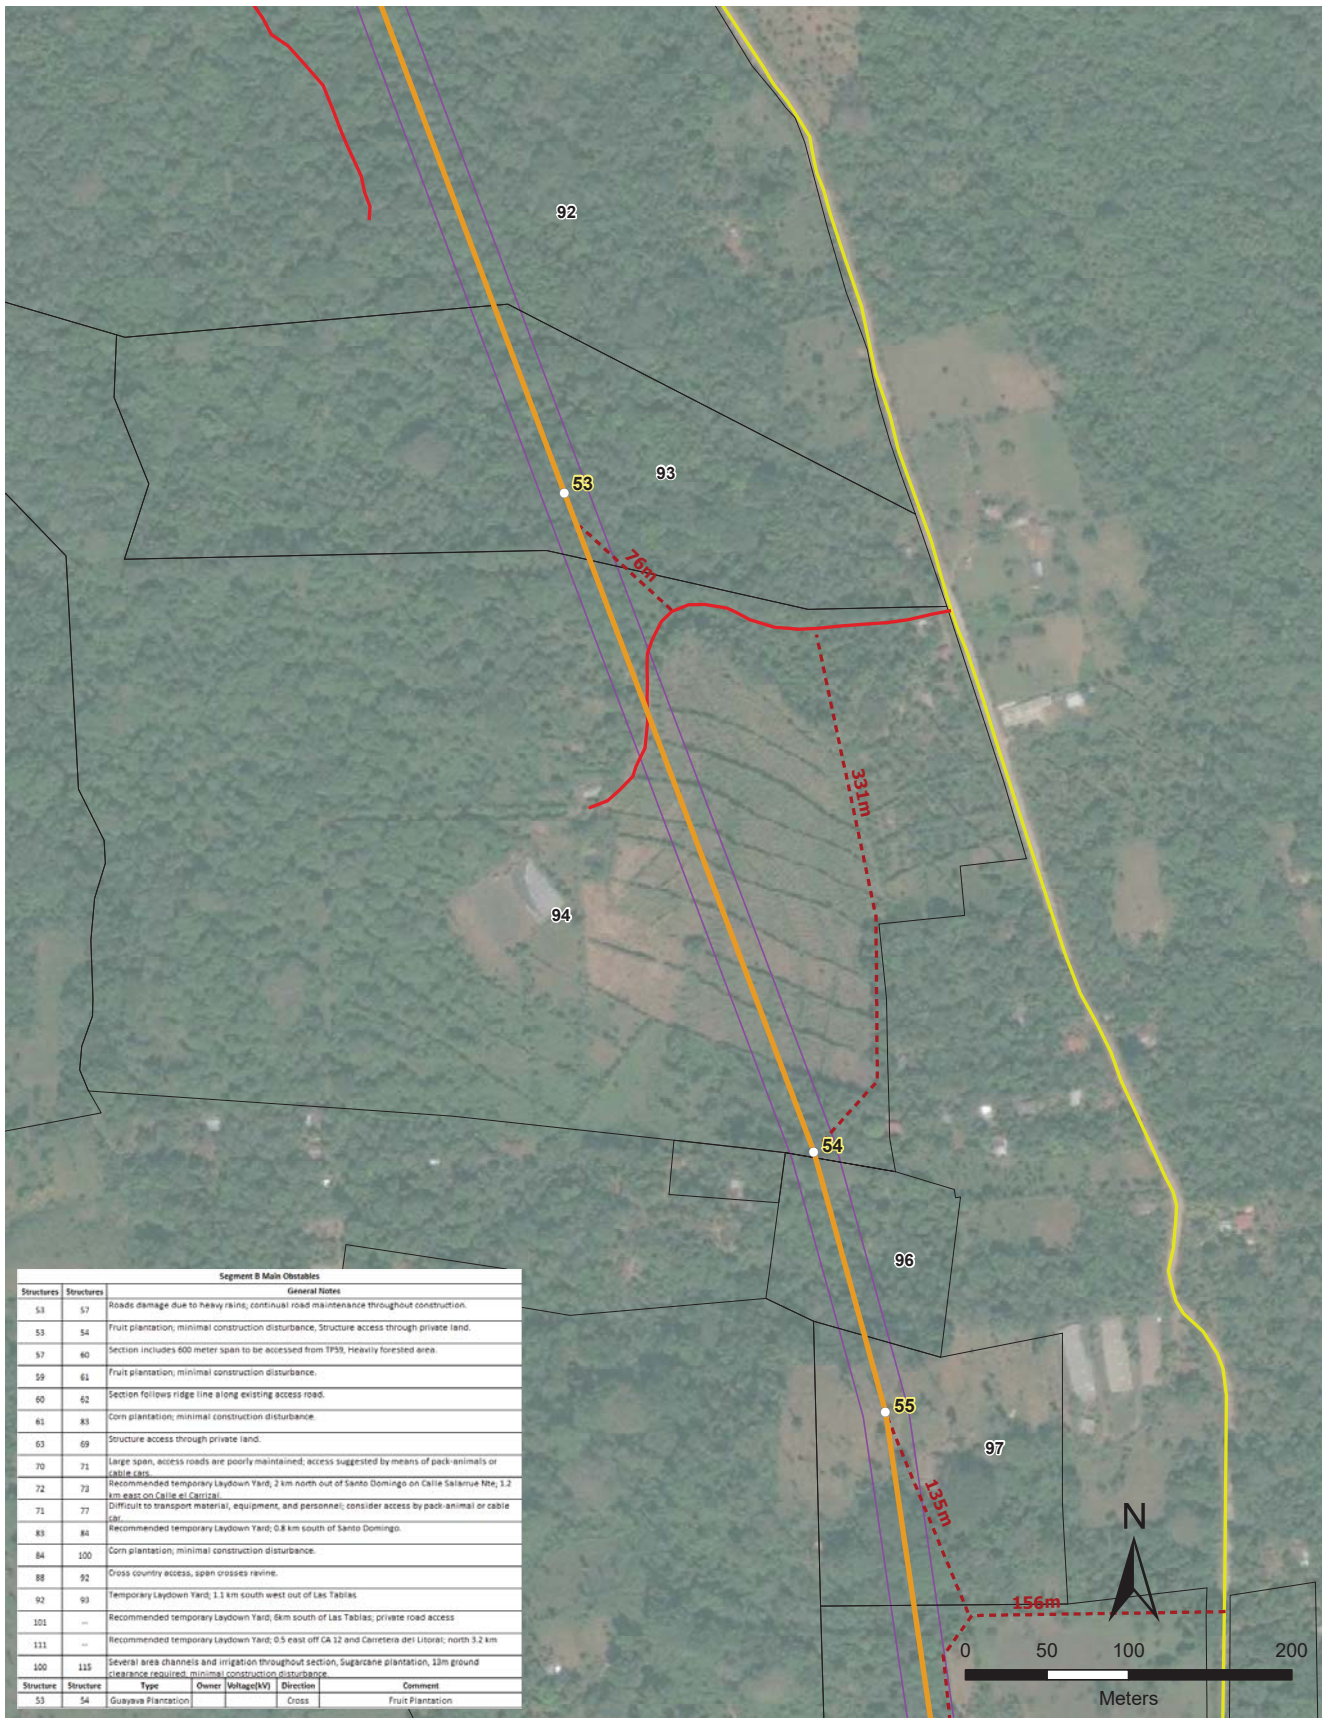 92
93
53
76m
331m
94
54
96
55
97
135m
N
156m
0 50 100 200
Meters
Segment B Main Obstables
Structures Structures General Notes
53 57 Roads damage due to heavy rains; continual road maintenance throughout construction.
53 54 Fruit plantation; minimal construction disturbance, Structure access through private land.
57 60 Section includes 600 meter span to be accessed from TP59, Heavily forested area.
59 61 Fruit plantation; minimal construction disturbance.
60 62 Section follows ridge line along existing access road.
61 83 Corn plantation; minimal construction disturbance.
63 69 Structure access through private land.
70 71 Large span, access roads are poorly maintained; access suggested by means of pack-animals or
cable cars.
72 73 Recommended temporary Laydown Yard; 2 km north out of Santo Domingo on Calle Salarrue Nte; 1.2
km east on Calle el Carrizal.
71 77 Difficult to transport material, equipment, and personnel; consider access by pack-animal or cable
car.
83 84 Recommended temporary Laydown Yard; 0.8 km south of Santo Domingo.
84 100 Corn plantation; minimal construction disturbance.
88 92 Cross country access, span crosses ravine.
92 93 Temporary Laydown Yard; 1.1 km south west out of Las Tablas
101 -- Recommended temporary Laydown Yard; 6km south of Las Tablas; private road access
111 -- Recommended temporary Laydown Yard; 0.5 east off CA 12 and Carretera del Litoral; north 3.2 km
100 115 Several area channels and irrigation throughout section, Sugarcane plantation, 13m ground
clearance required, minimal construction disturbance.
Structure Structure Type Owner Voltage(kV) Direction Comment
53 54 Guayava Plantation Cross Fruit Plantation